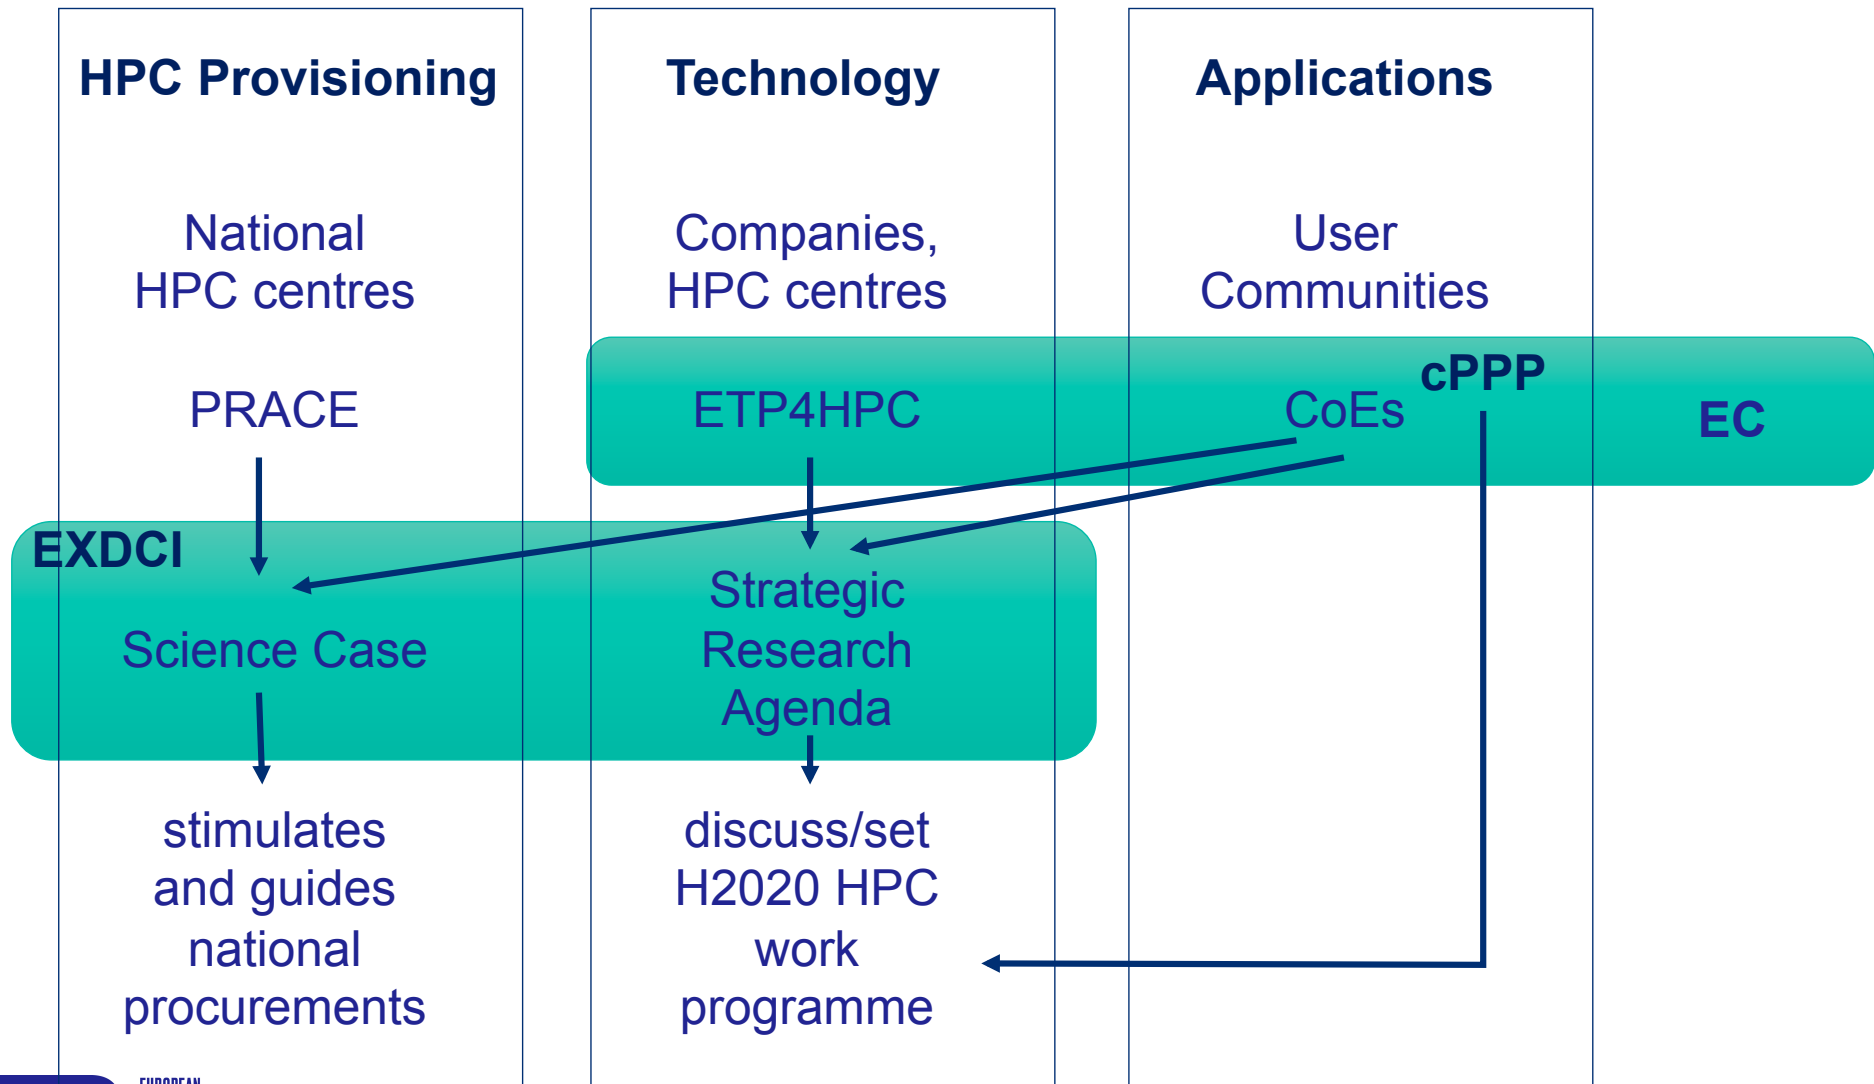 HPC Provisioning
Technology
Applications
National
HPC centres
Companies,
HPC centres
User
Communities
PRACE
ETP4HPC
CoEs
cPPP
EC
EXDCI
Science Case
Strategic
Research
Agenda
stimulates
and guides
national
procurements
discuss/set
H2020 HPC
work
programme
EUROPEAN